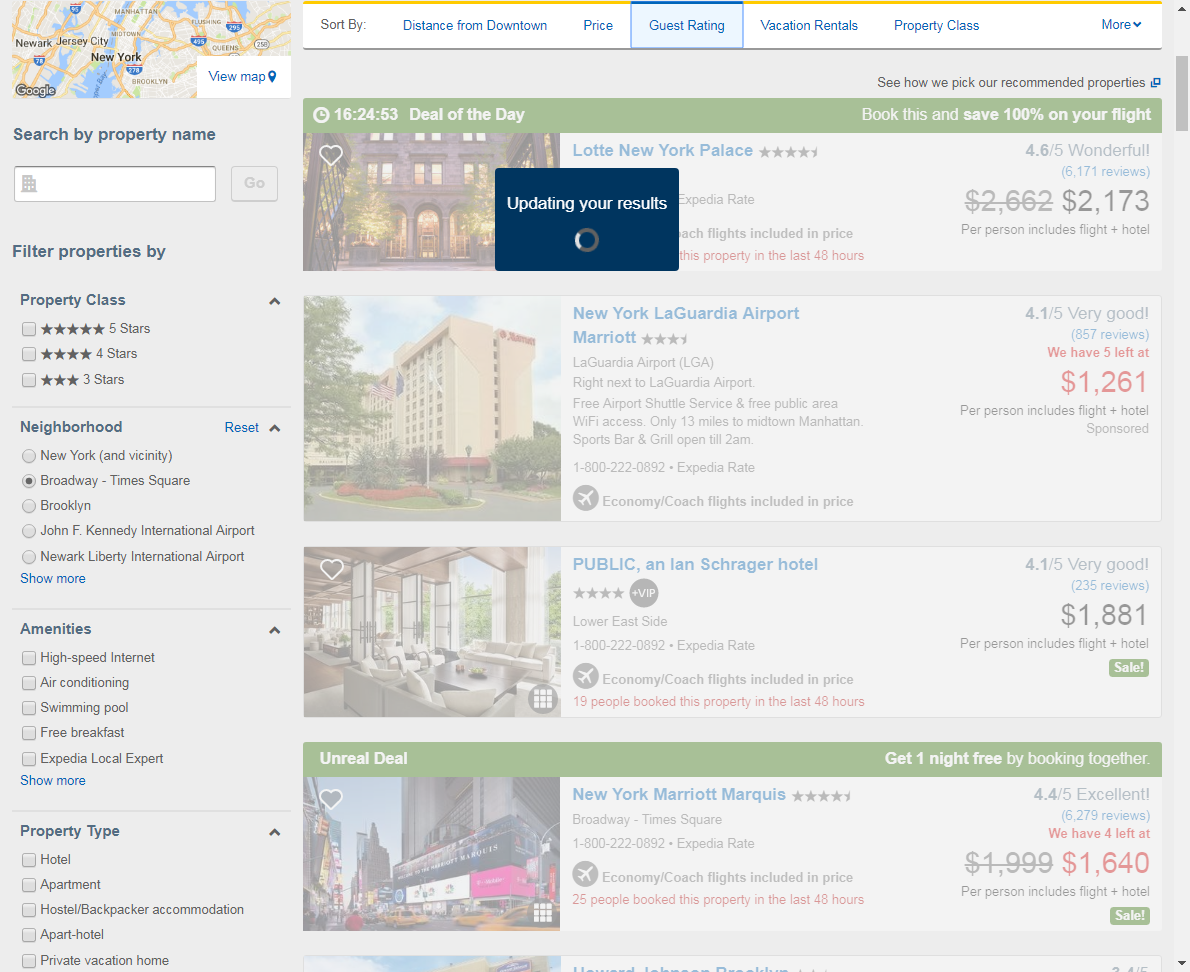 MANHATTAN
FLUSHING
495
Newark Jersey City
MIDTOWN
495
295
258
QUEENS
New York
78
278
BROOKLYN
Google
View map
Search by property name
Go
Filter properties by
Property Class
★★★★★ 5 Stars
★★★★ 4 Stars
★★★ 3 Stars
Neighborhood
Reset
New York (and vicinity)
Broadway - Times Square
Brooklyn
John F. Kennedy International Airport
Newark Liberty International Airport
Show more
Amenities
High-speed Internet
Air conditioning
Swimming pool
Free breakfast
Expedia Local Expert
Show more
Property Type
Hotel
Apartment
Hostel/Backpacker accommodation
Apart-hotel
Private vacation home
Sort By:
Distance from Downtown
Price
Guest Rating
Vacation Rentals
Property Class
More
See how we pick our recommended properties
16:24:53 Deal of the Day
Book this and save 100% on your flight
Lotte New York Palace
4.6/5 Wonderful!
(6,171 reviews)
Updating your results
Expedia Rate
$2,662 $2,173
Per person includes flight + hotel
flights included in price
this property in the last 48 hours
New York LaGuardia Airport
Marriott
4.1/5 Very good!
(857 reviews)
We have 5 left at
$1,261
Per person includes flight + hotel
Sponsored
LaGuardia Airport (LGA)
Right next to LaGuardia Airport.
Free Airport Shuttle Service & free public area
WiFi access. Only 13 miles to midtown Manhattan.
Sports Bar & Grill open till 2am.
1-800-222-0892 • Expedia Rate
Economy/Coach flights included in price
PUBLIC, an Ian Schrager hotel
+VIP
4.1/5 Very good!
(235 reviews)
$1,881
Per person includes flight + hotel
Sale!
Lower East Side
1-800-222-0892 • Expedia Rate
Economy/Coach flights included in price
19 people booked this property in the last 48 hours
Unreal Deal
Get 1 night free by booking together.
New York Marriott Marquis
4.4/5 Excellent!
(6,279 reviews)
We have 4 left at
$1,999 $1,640
Per person includes flight + hotel
Sale!
Broadway - Times Square
1-800-222-0892 • Expedia Rate
Economy/Coach flights included in price
25 people booked this property in the last 48 hours
Howard Johnson Brooklyn
3.4/5